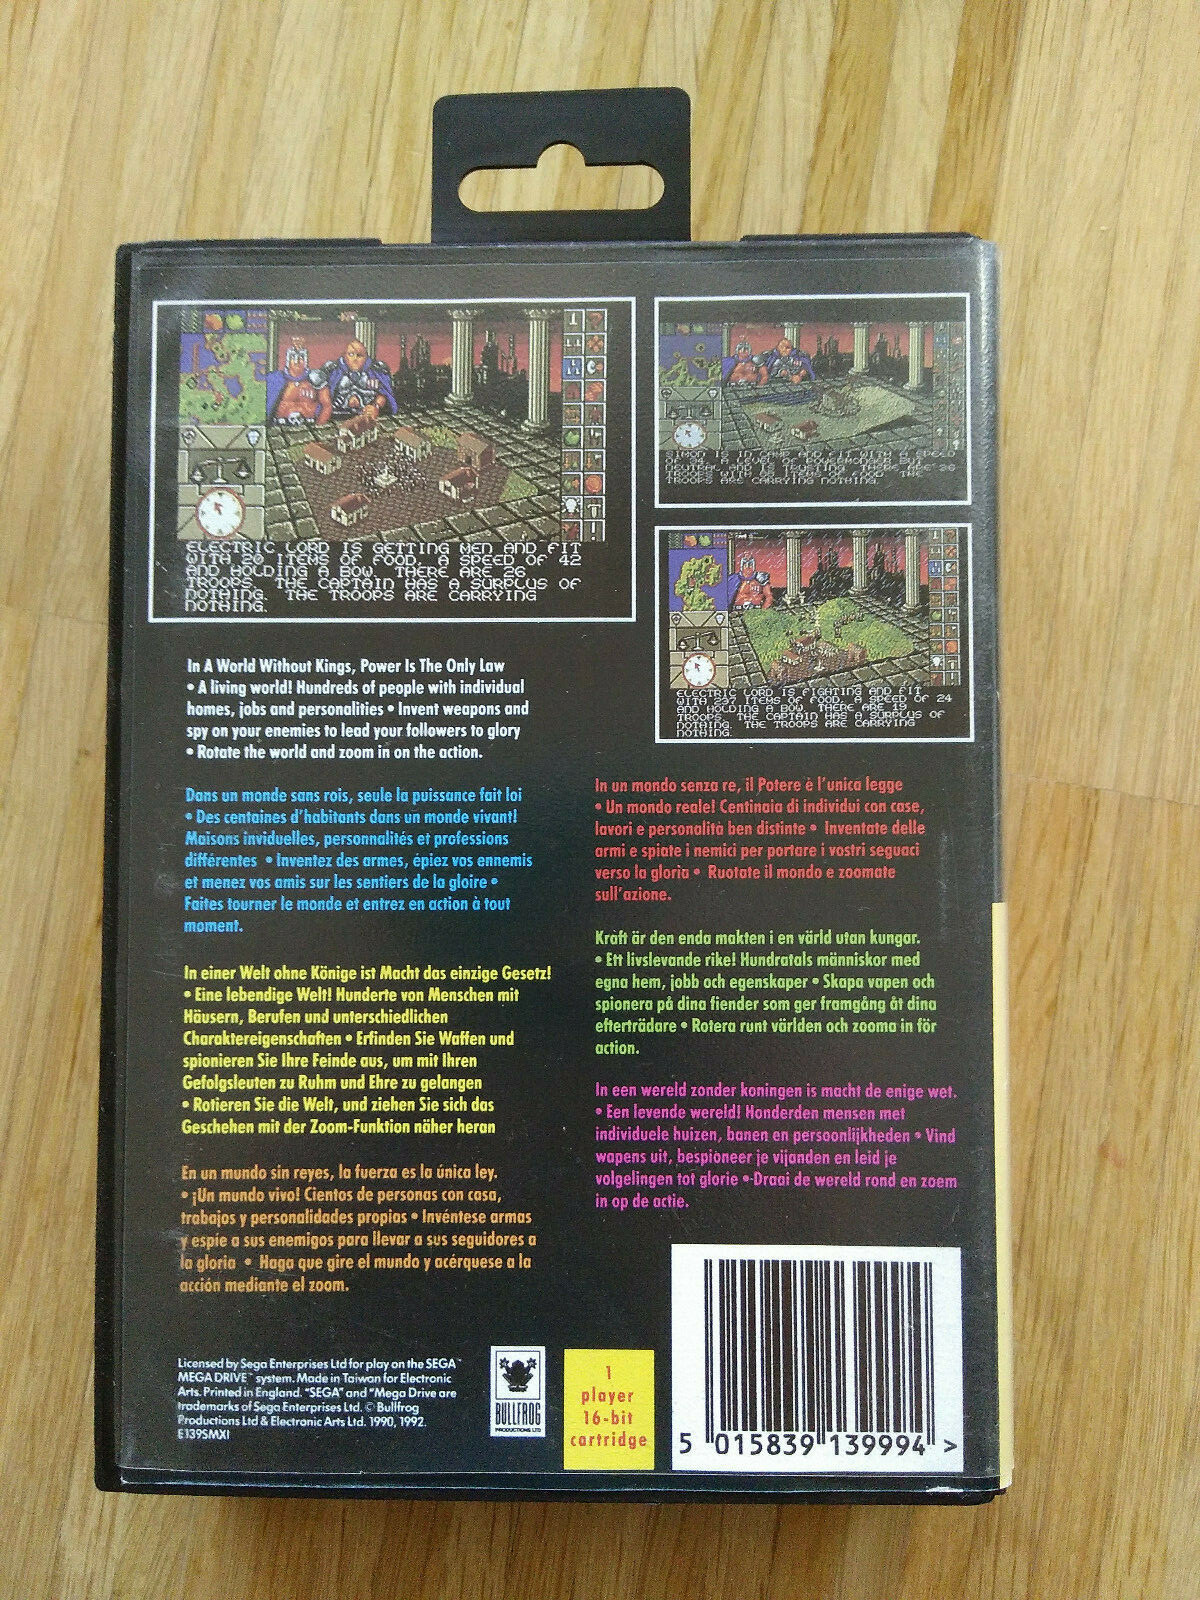 ELECTRIC LORD IS GETTING MEN AND FIT
WITH 20 ITEMS OF FOOD, A SPEED OF 42
AND HOLDING A BOW. THERE ARE 26
TROOPS. THE CAPTAIN HAS A SURPLUS OF
NOTHING. THE TROOPS ARE CARRYING
NOTHING.
SIMON IS IN CAMP AND FIT WITH A SPEED
NEUTRAL AND IS TRUSTING. THERE ARE 26
TROOPS ARE CARRYING NOTHING.
ELECTRIC LORD IS FIGHTING AND FIT
WITH 237 ITEMS OF FOOD, A SPEED OF 24
AND HOLDING A BOW. THERE ARE 19
TROOPS. THE CAPTAIN HAS A SURPLUS OF
NOTHING. THE TROOPS ARE CARRYING
NOTHING.
In A World Without Kings, Power Is The Only Law
• A living world! Hundreds of people with individual
homes, jobs and personalities • Invent weapons and
spy on your enemies to lead your followers to glory
• Rotate the world and zoom in on the action.
Dans un monde sans rois, seule la puissance fait loi
• Des centaines d'habitants dans un monde vivant!
Maisons inviduelles, personnalités et professions
différentes • Inventez des armes, épiez vos ennemis
et menez vos amis sur les sentiers de la gloire •
Faites tourner le monde et entrez en action à tout
moment.
In einer Welt ohne Könige ist Macht das einzige Gesetz!
• Eine lebendige Welt! Hunderte von Menschen mit
Häusern, Berufen und unterschiedlichen
Charaktereigenschaften • Erfinden Sie Waffen und
spionieren Sie Ihre Feinde aus, um mit Ihren
Gefolgsleuten zu Ruhm und Ehre zu gelangen
• Rotieren Sie die Welt, und ziehen Sie sich das
Geschehen mit der Zoom-Funktion näher heran
En un mundo sin reyes, la fuerza es la única ley.
• ¡Un mundo vivo! Cientos de personas con casa,
trabajos y personalidades propias • Invéntese armas
y espie a sus enemigos para llevar a sus seguidores a
la gloria • Haga que gire el mundo y acérquese a la
acción mediante el zoom.
In un mondo senza re, il Potere è l'unica legge
• Un mondo reale! Centinaia di individui con case,
lavori e personalità ben distinte • Inventate delle
armi e spiate i nemici per portare i vostri seguaci
verso la gloria • Ruotate il mondo e zoomate
sull'azione.
Kraft är den enda makten i en värld utan kungar.
• Ett livslevande rike! Hundratals människor med
egna hem, jobb och egenskaper • Skapa vapen och
spionera på dina fiender som ger framgång åt dina
efterträdare • Rotera runt världen och zooma in för
action.
In een wereld zonder koningen is macht de enige wet.
• Een levende wereld! Honderden mensen met
individuele huizen, banen en persoonlijkheden • Vind
wapens uit, bespioneer je vijanden en leid je
volgelingen tot glorie • Draai de wereld rond en zoem
in op de actie.
Licensed by Sega Enterprises Ltd for play on the SEGA™
MEGA DRIVE™ system. Made in Taiwan for Electronic
Arts. Printed in England. "SEGA" and "Mega Drive are
trademarks of Sega Enterprises Ltd. © Bullfrog
Productions Ltd & Electronic Arts Ltd. 1990, 1992.
E139SMXI
BULLFROG
PRODUCTIONS LTD
1
player
16-bit
cartridge
5 015839 139994 >